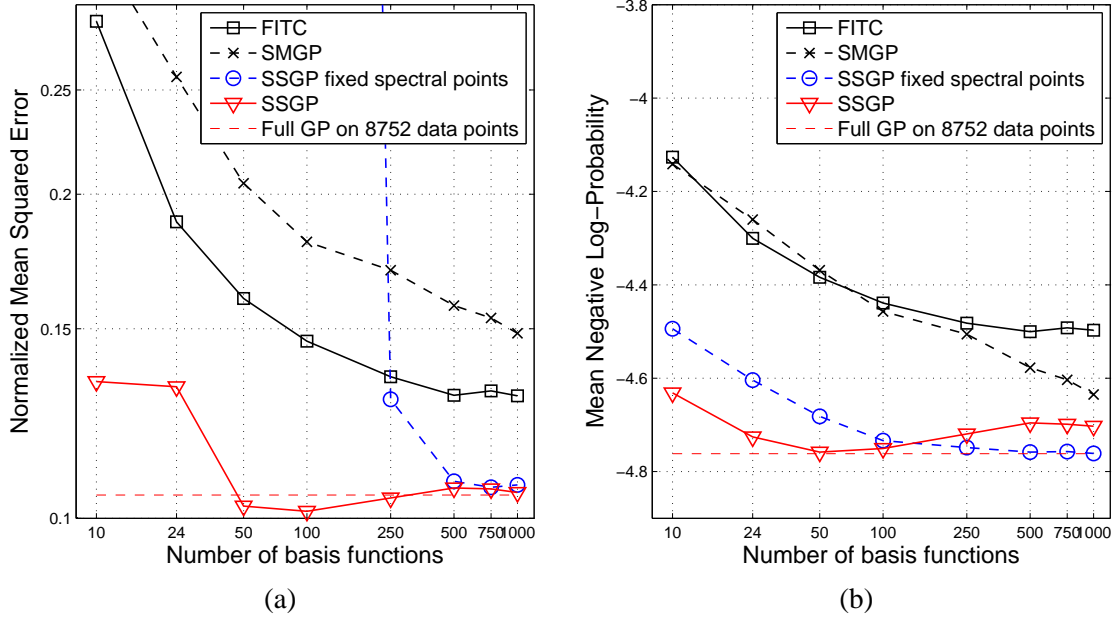 FITC
SMGP
SSGP fixed spectral points
SSGP
Full GP on 8752 data points
0.25
0.2
0.15
0.1
Normalized Mean Squared Error
10 24 50 100 250 500 750 1000
Number of basis functions
(a)
FITC
SMGP
SSGP fixed spectral points
SSGP
Full GP on 8752 data points
−3.8
−4
−4.2
−4.4
−4.6
−4.8
Mean Negative Log−Probability
10 24 50 100 250 500 750 1000
Number of basis functions
(b)